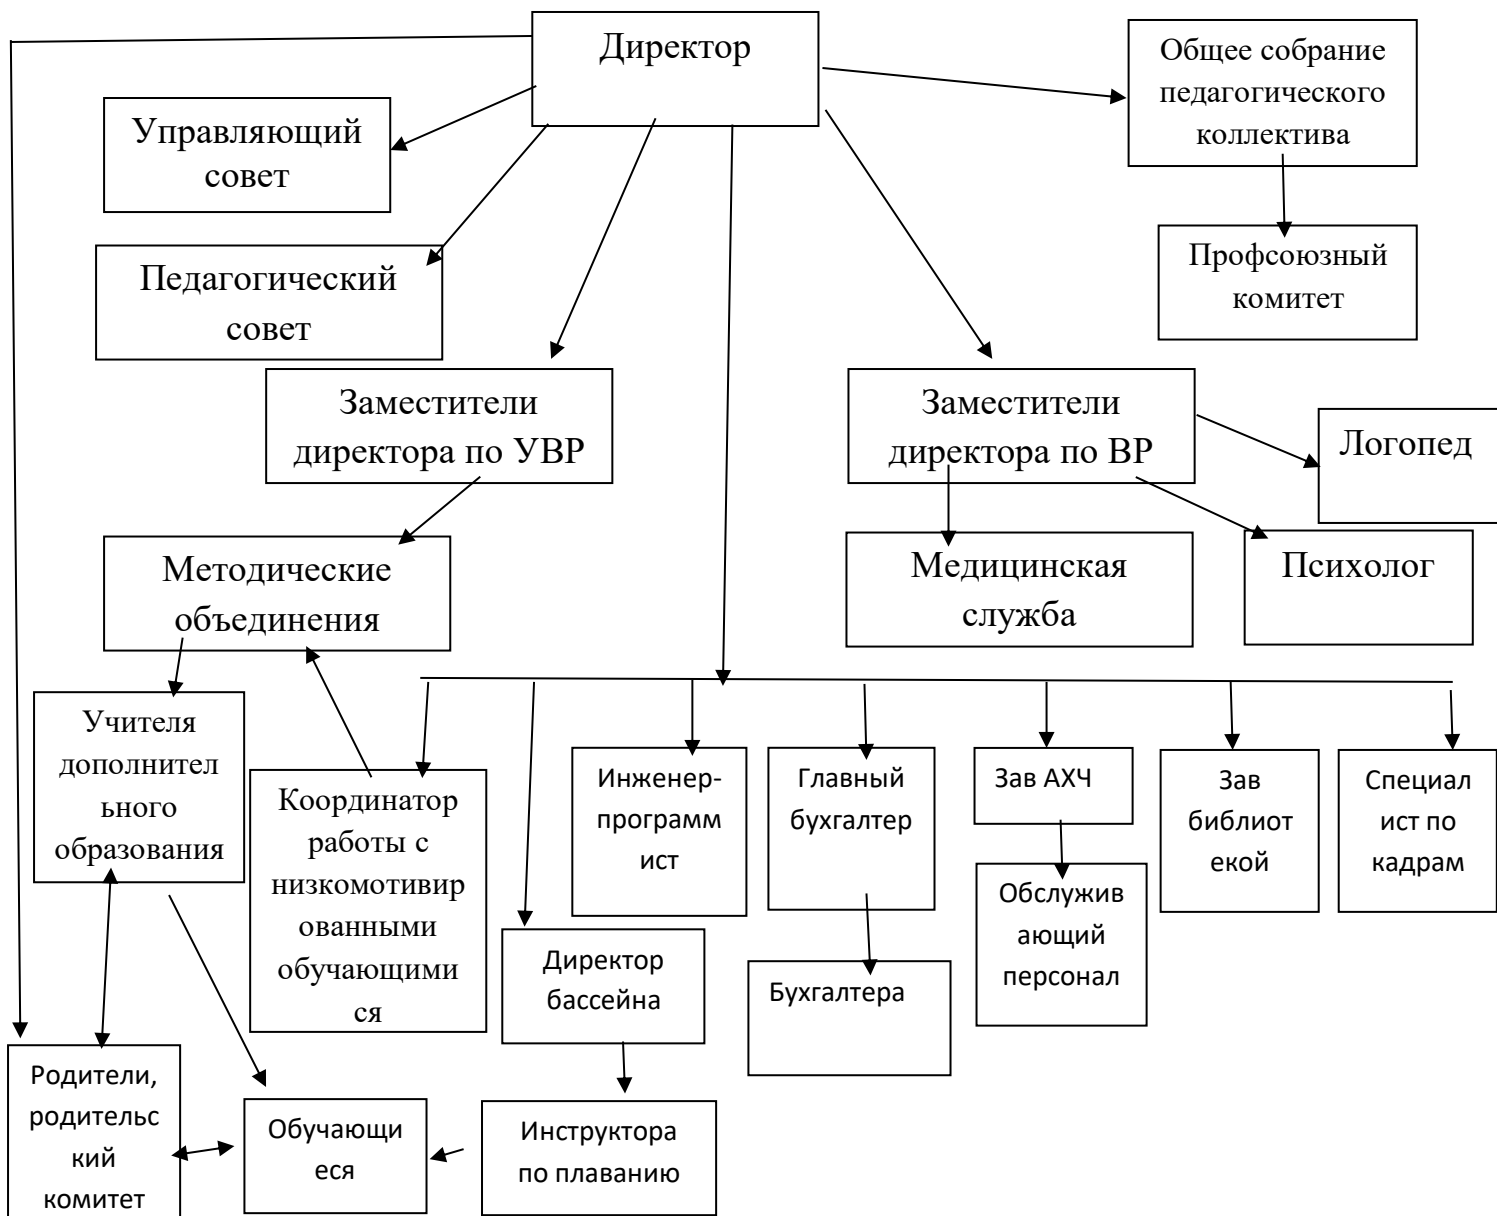 Директор
Общее собрание
педагогического
коллектива
Управляющий
совет
Профсоюзный
комитет
Педагогический
совет
Заместители
директора по УВР
Заместители
директора по ВР
Логопед
Методические
объединения
Медицинская
служба
Психолог
Учителя
дополнител
ьного
образования
Координатор
работы с
низкомотивир
ованными
обучающими
ся
Инженер-
программ
ист
Главный
бухгалтер
Зав АХЧ
Зав
библиот
екой
Специал
ист по
кадрам
Обслужив
ающий
персонал
Директор
бассейна
Бухгалтера
Родители,
родительс
кий
комитет
Обучающи
еся
Инструктора
по плаванию